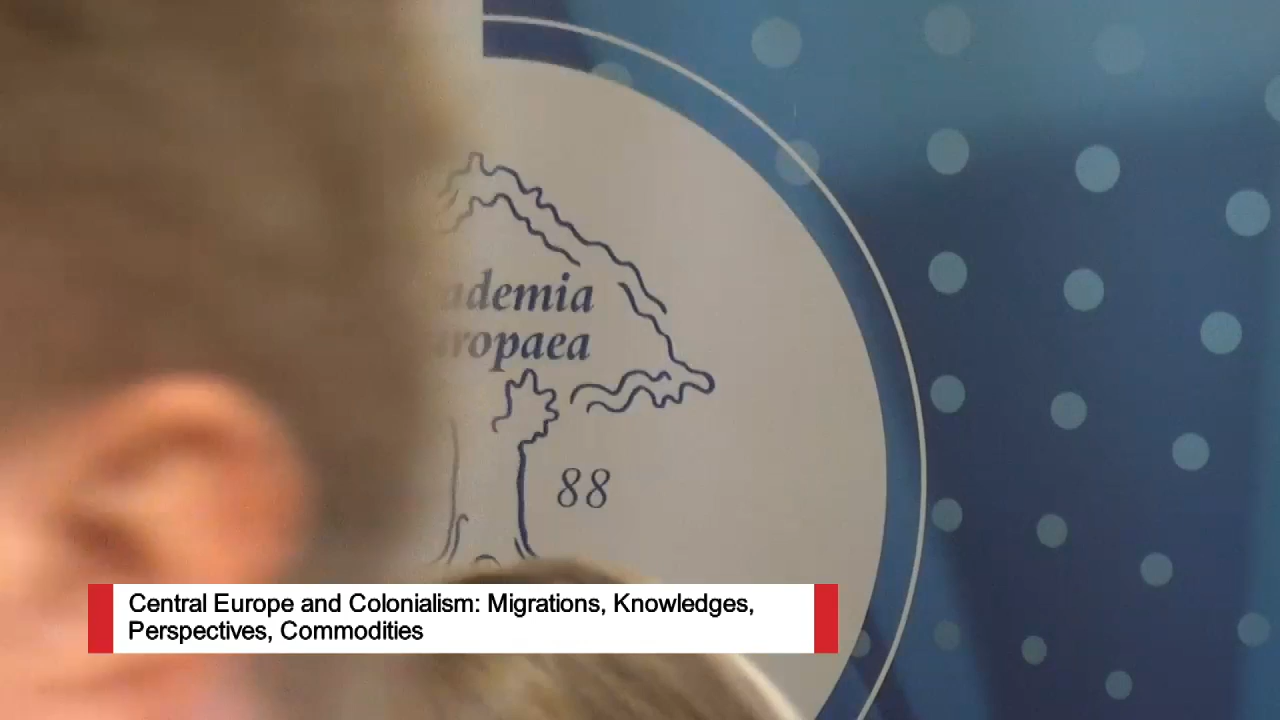 ademia
ropaea
88
Central Europe and Colonialism: Migrations, Knowledges,
Perspectives, Commodities